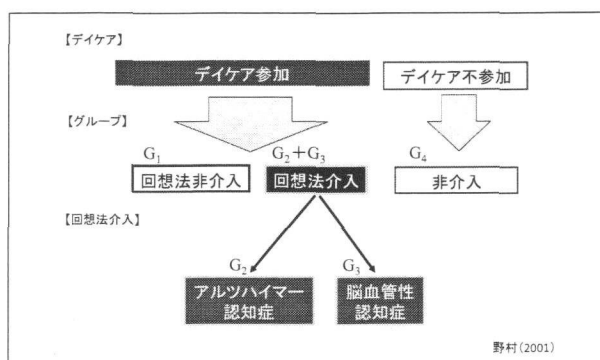 【デイケア】
デイケア参加
デイケア不参加
【グループ】
G₁
G₂+G₃
G₄
回想法非介入
回想法介入
非介入
【回想法介入】
G₂
G₃
アルツハイマー
認知症
脳血管性
認知症
野村(2001)